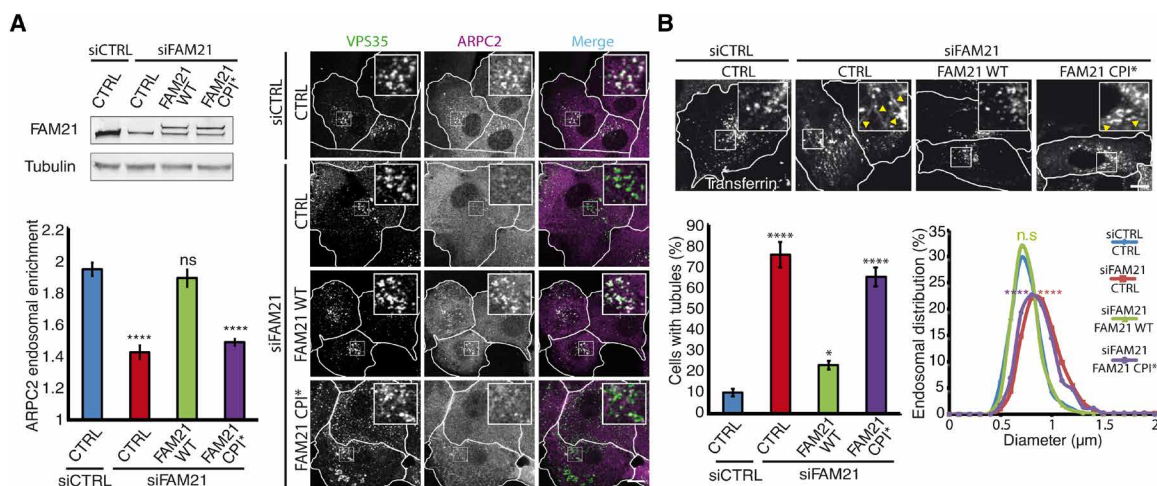 A
siCTRL siFAM21
CTRL
CTRL
FAM21
WT
FAM21
CPI*
FAM21
Tubulin
VPS35 ARPC2 Merge
siCTRL
CTRL
siFAM21
CTRL
FAM21 WT
FAM21 CPI*
ARPC2 endosomal enrichment
2.2
2
1.8
1.6
1.4
1.2
1
****
ns
****
CTRL
CTRL
FAM21
WT
FAM21
CPI*
siCTRL siFAM21
B
siCTRL siFAM21
CTRL CTRL FAM21 WT FAM21 CPI*
Transferrin
Cells with tubules (%)
90
80
70
60
50
40
30
20
10
0
****
*
****
CTRL
CTRL
FAM21
WT
FAM21
CPI*
siCTRL siFAM21
Endosomal distribution (%)
35
30
25
20
15
10
5
0
n.s
**** ****
0 0.5 1 1.5 2
Diameter (µm)
siCTRL
CTRL
siFAM21
CTRL
siFAM21
FAM21 WT
siFAM21
FAM21 CPI*